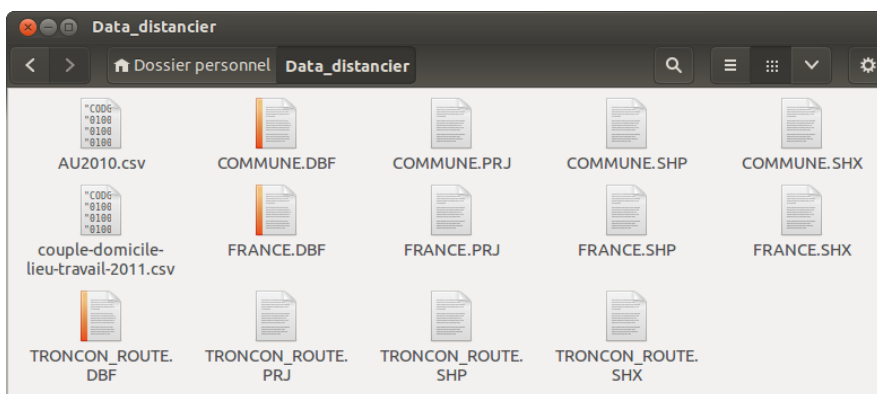 Data_distancier
Dossier personnel Data_distancier
"CODG
"0100
"0100
"0100
AU2010.csv COMMUNE.DBF COMMUNE.PRJ COMMUNE.SHP COMMUNE.SHX
"CODG
"0100
"0100
"0100
couple-domicile-
lieu-travail-2011.csv FRANCE.DBF FRANCE.PRJ FRANCE.SHP FRANCE.SHX
TRONCON_ROUTE. TRONCON_ROUTE. TRONCON_ROUTE. TRONCON_ROUTE.
DBF PRJ SHP SHX